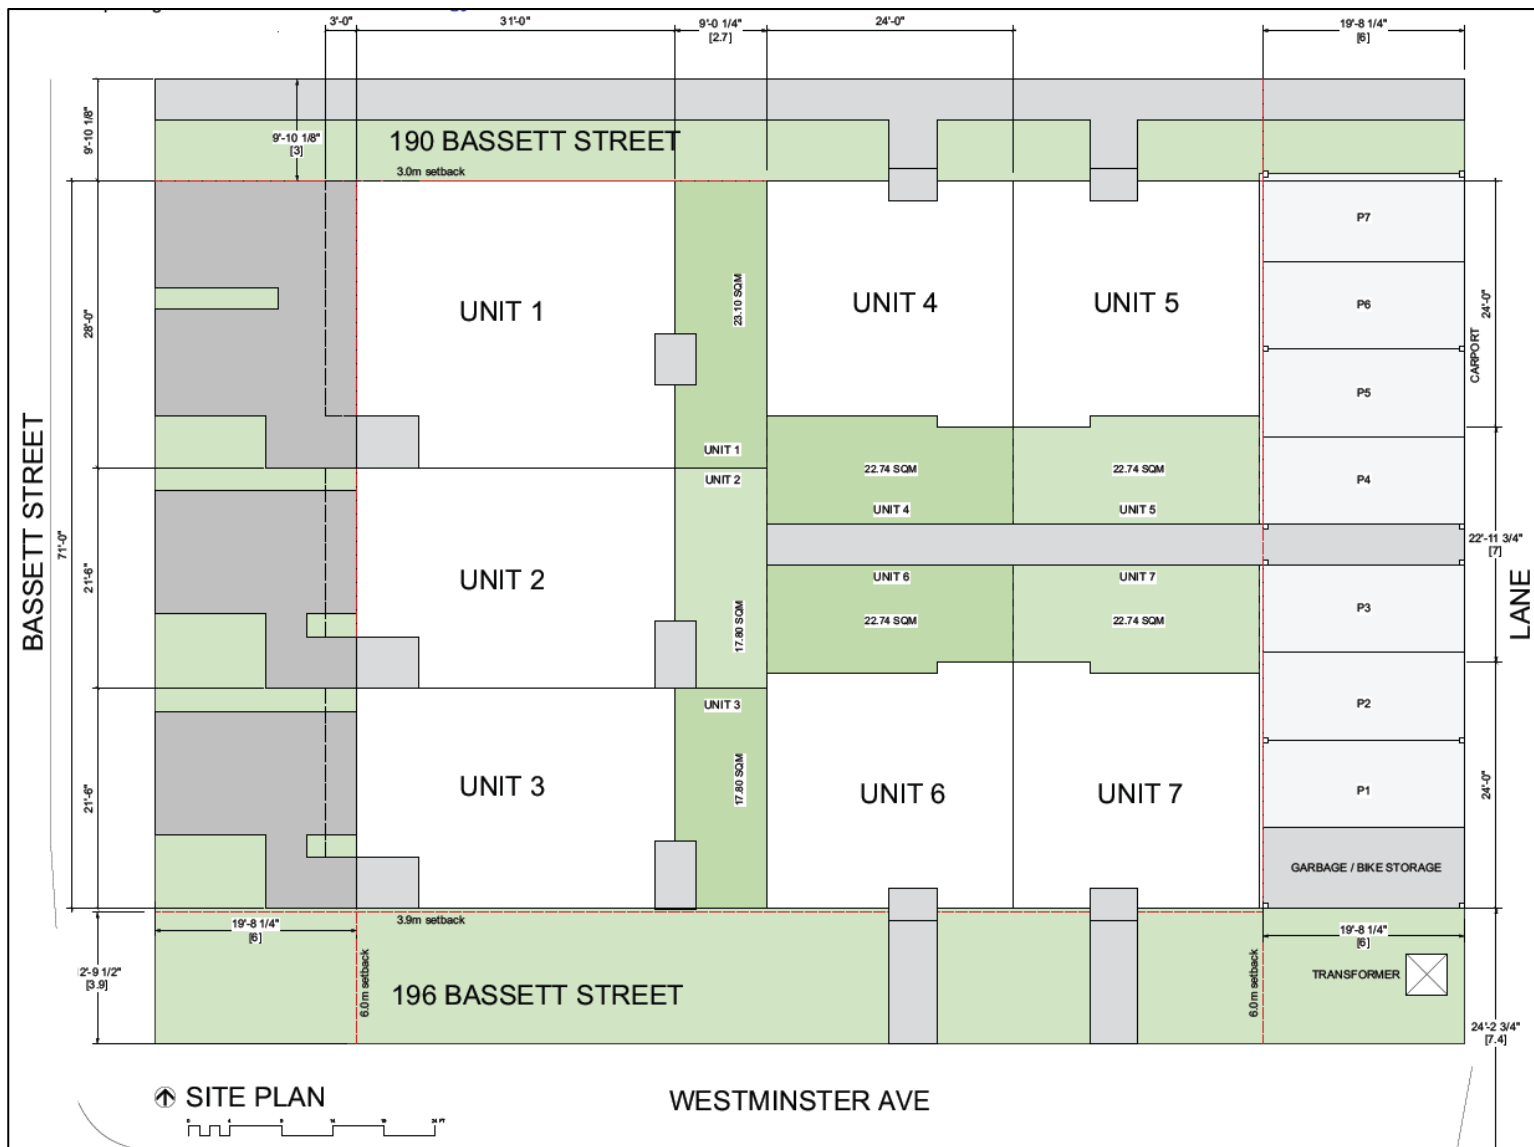 3'-0"
31'-0"
9'-0 1/4"
[2.7]
24'-0"
19'-8 1/4"
[6]
9'-10 1/8"
9'-10 1/8"
[3]
190 BASSETT STREET
3.0m setback
P7
UNIT 1
23.10 SQM
UNIT 4
UNIT 5
P6
24'-0"
28'-0"
CARPORT
P5
UNIT 1
UNIT 2
22.74 SQM
22.74 SQM
P4
UNIT 4
UNIT 5
BASSETT STREET
71'-0"
22'-11 3/4"
[7]
21'-6"
UNIT 2
UNIT 6
UNIT 7
LANE
17.80 SQM
22.74 SQM
22.74 SQM
P3
UNIT 3
P2
21'-6"
UNIT 3
17.80 SQM
UNIT 6
UNIT 7
P1
24'-0"
GARBAGE / BIKE STORAGE
19'-8 1/4"
[6]
3.9m setback
19'-8 1/4"
[6]
2'-9 1/2"
[3.9]
6.0m setback
196 BASSETT STREET
6.0m setback
TRANSFORMER
24'-2 3/4"
[7.4]
SITE PLAN
WESTMINSTER AVE